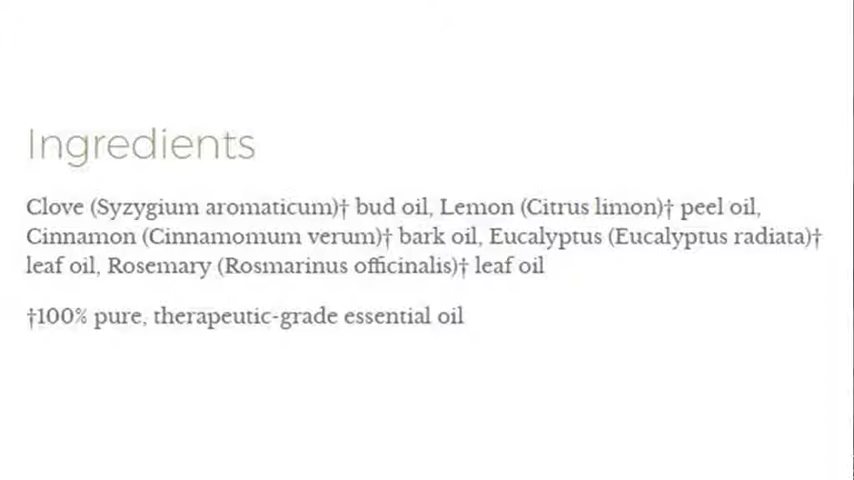 Ingredients
Clove (Syzygium aromaticum)† bud oil, Lemon (Citrus limon)† peel oil,
Cinnamon (Cinnamomum verum)† bark oil, Eucalyptus (Eucalyptus radiata)†
leaf oil, Rosemary (Rosmarinus officinalis)† leaf oil
†100% pure, therapeutic-grade essential oil